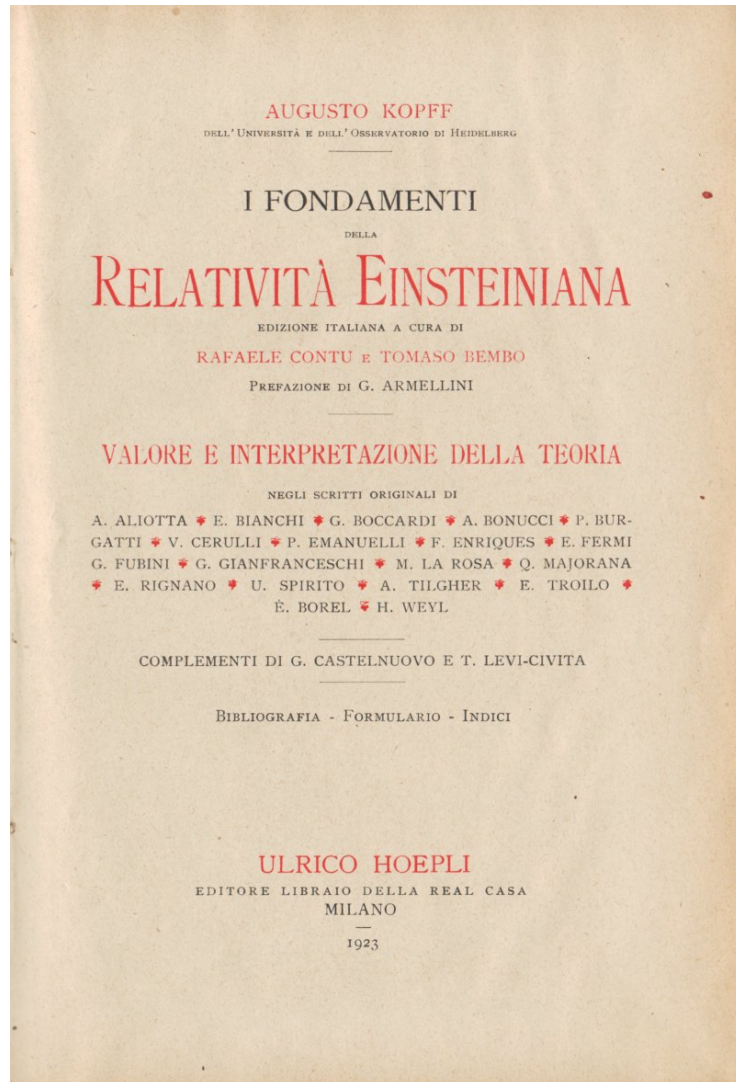 AUGUSTO KOPFF
DELL' UNIVERSITÀ E DELL' OSSERVATORIO DI HEIDELBERG
I FONDAMENTI
DELLA
RELATIVITÀ EINSTEINIANA
EDIZIONE ITALIANA A CURA DI
RAFAELE CONTU E TOMASO BEMBO
PREFAZIONE DI G. ARMELLINI
VALORE E INTERPRETAZIONE DELLA TEORIA
NEGLI SCRITTI ORIGINALI DI
A. ALIOTTA ❦ E. BIANCHI ❦ G. BOCCARDI ❦ A. BONUCCI ❦ P. BUR-
GATTI ❦ V. CERULLI ❦ P. EMANUELLI ❦ F. ENRIQUES ❦ E. FERMI
G. FUBINI ❦ G. GIANFRANCESCHI ❦ M. LA ROSA ❦ Q. MAJORANA
❦ E. RIGNANO ❦ U. SPIRITO ❦ A. TILGHER ❦ E. TROILO ❦
É. BOREL ❦ H. WEYL
COMPLEMENTI DI G. CASTELNUOVO E T. LEVI-CIVITA
BIBLIOGRAFIA - FORMULARIO - INDICI
ULRICO HOEPLI
EDITORE LIBRAIO DELLA REAL CASA
MILANO
1923